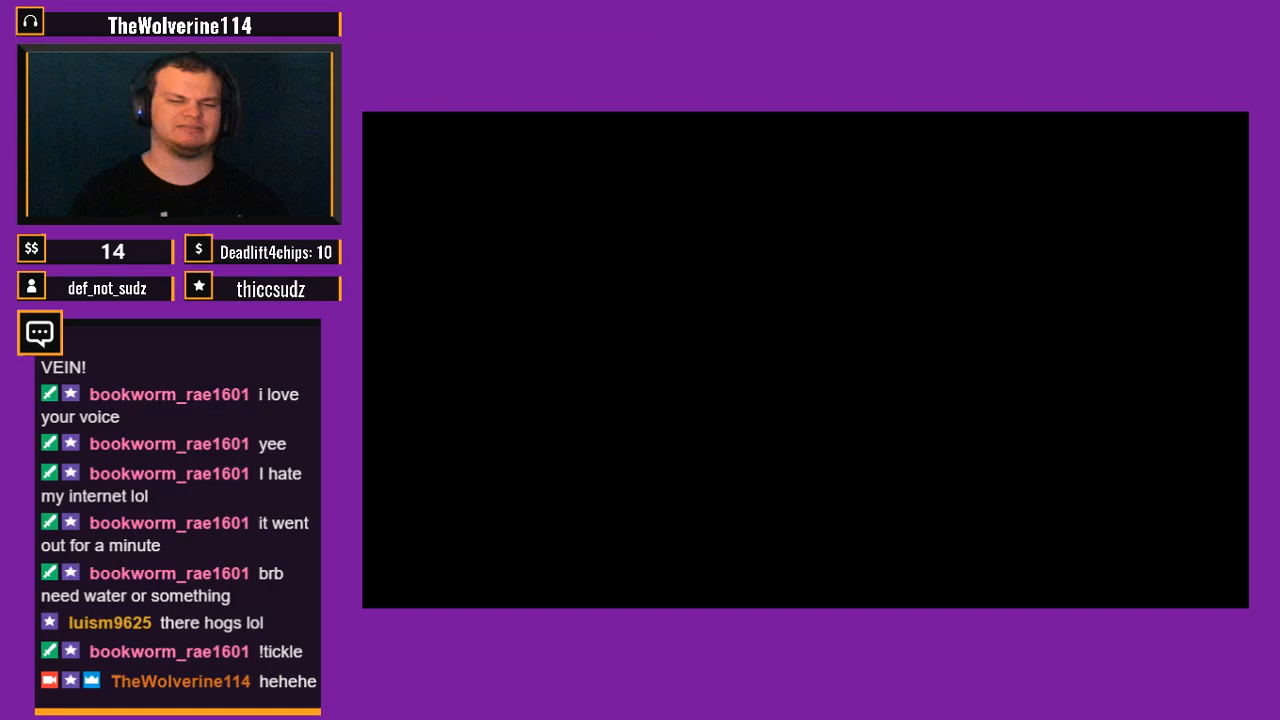 TheWolverine114
$$ 14
$ Deadlift4chips: 10
def_not_sudz
thiccsudz
VEIN!
bookworm_rae1601 i love
your voice
bookworm_rae1601 yee
bookworm_rae1601 I hate
my internet lol
bookworm_rae1601 it went
out for a minute
bookworm_rae1601 brb
need water or something
luism9625 there hogs lol
bookworm_rae1601 !tickle
TheWolverine114 hehehe